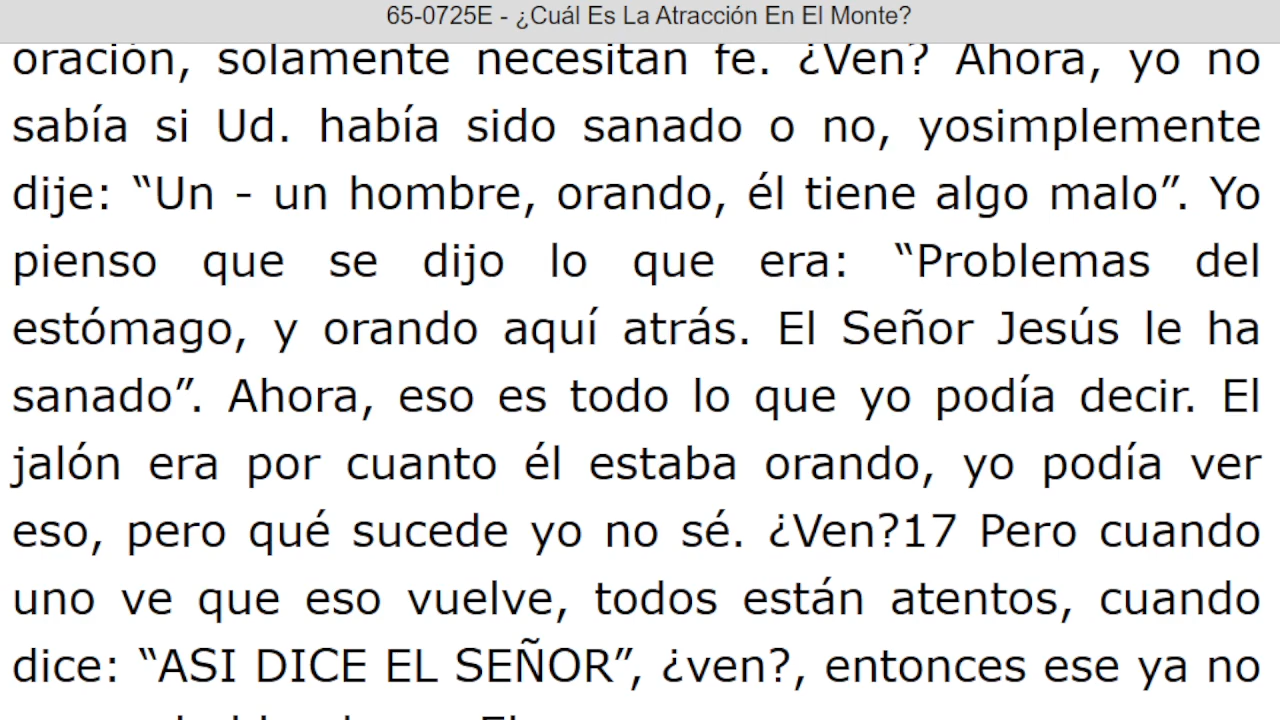 65-0725E - ¿Cuál Es La Atracción En El Monte?
oración, solamente necesitan fe. ¿Ven? Ahora, yo no
sabía si Ud. había sido sanado o no, yosimplemente
dije: “Un - un hombre, orando, él tiene algo malo”. Yo
pienso que se dijo lo que era: “Problemas del
estómago, y orando aquí atrás. El Señor Jesús le ha
sanado”. Ahora, eso es todo lo que yo podía decir. El
jalón era por cuanto él estaba orando, yo podía ver
eso, pero qué sucede yo no sé. ¿Ven?17 Pero cuando
uno ve que eso vuelve, todos están atentos, cuando
dice: “ASI DICE EL SEÑOR”, ¿ven?, entonces ese ya no